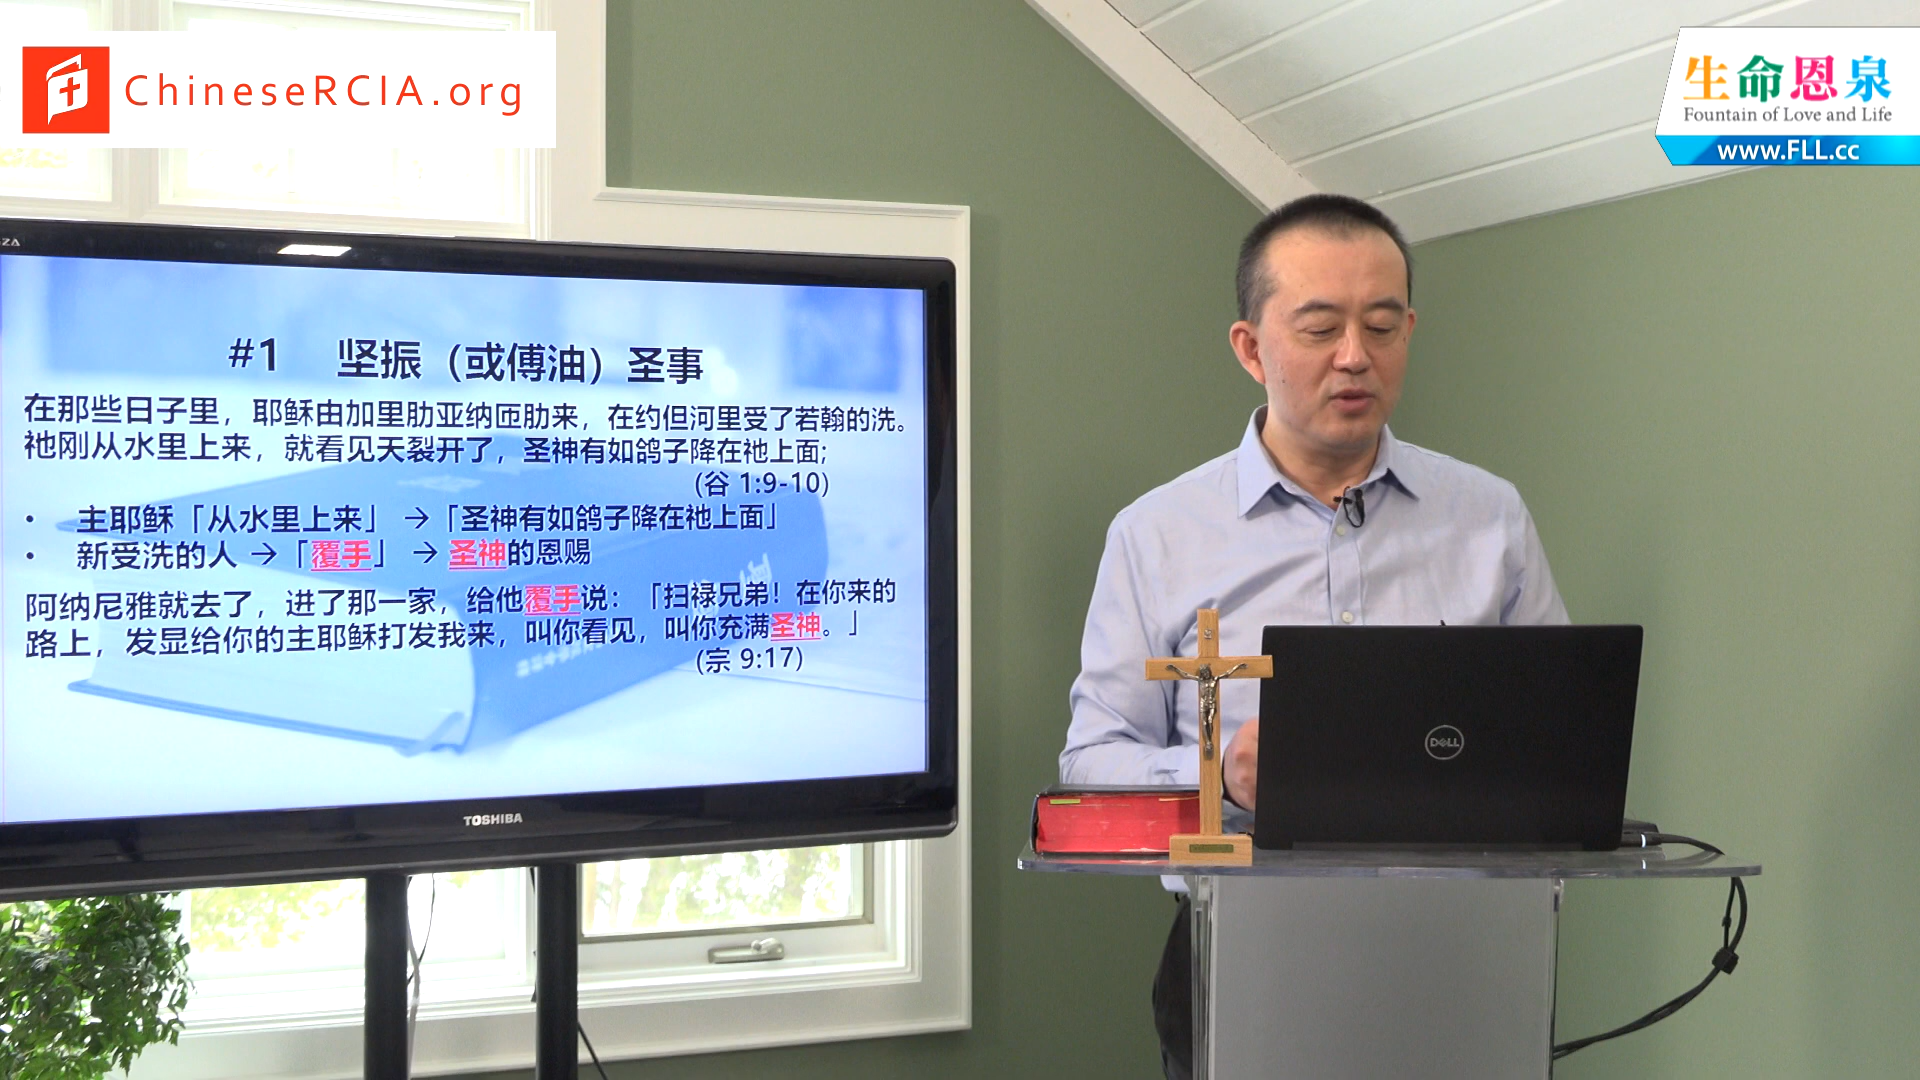 ChineseRCIA.org
生命恩泉
Fountain of Love and Life
www.FLL.cc
#1 坚振（或傅油）圣事
在那些日子里，耶稣由加里肋亚纳匝肋来，在约但河里受了若翰的洗。
祂刚从水里上来，就看见天裂开了，圣神有如鸽子降在祂上面;
(谷 1:9-10)
• 主耶稣「从水里上来」 →「圣神有如鸽子降在祂上面」
• 新受洗的人 →「覆手」 → 圣神的恩赐
阿纳尼雅就去了，进了那一家，给他覆手说：「扫禄兄弟！在你来的
路上，发显给你的主耶稣打发我来，叫你看见，叫你充满圣神。」
(宗 9:17)
TOSHIBA
DELL